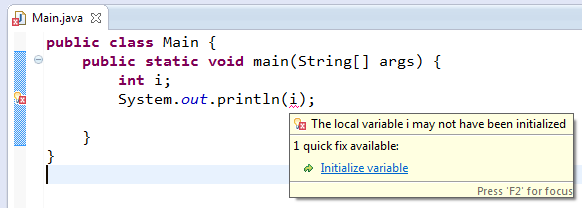 Main.java
public class Main {
    public static void main(String[] args) {
        int i;
        System.out.println(i);
The local variable i may not have been initialized
1 quick fix available:
Initialize variable
    }
}
Press 'F2' for focus